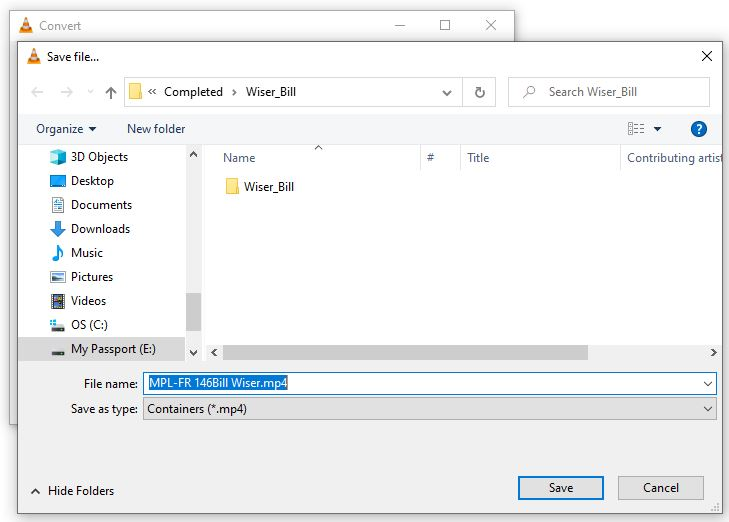 Convert
Save file...
« Completed > Wiser_Bill
Search Wiser_Bill
Organize
New folder
?
Name
#
Title
Contributing artist
3D Objects
Desktop
Documents
Downloads
Music
Pictures
Videos
OS (C:)
My Passport (E:)
Wiser_Bill
File name: MPL-FR 146Bill Wiser.mp4
Save as type: Containers (*.mp4)
Hide Folders
Save
Cancel